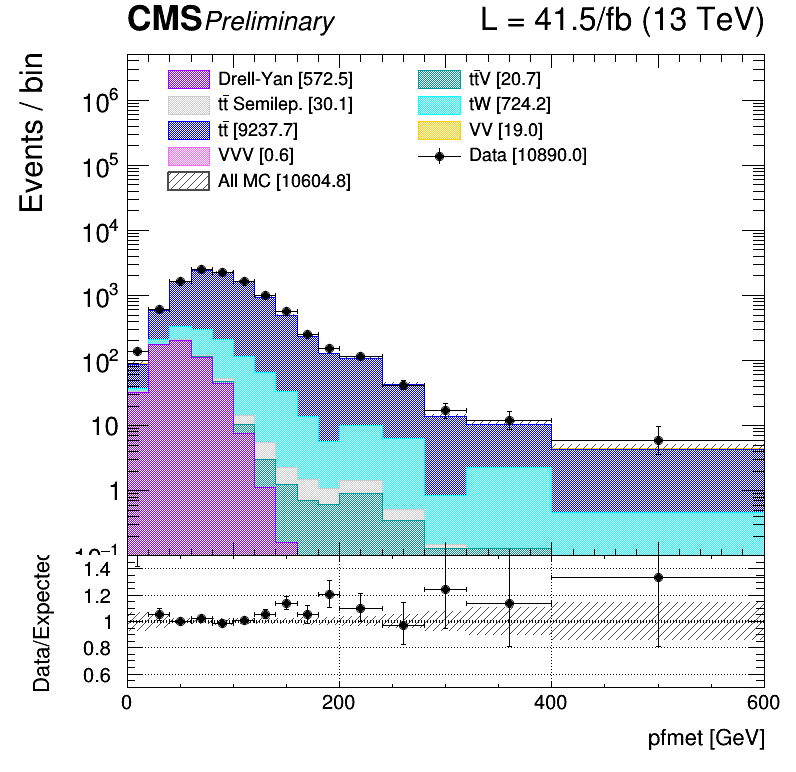 CMS Preliminary L = 41.5/fb (13 TeV)
Events / bin
Drell-Yan [572.5]
tt̄ Semilep. [30.1]
tt̄ [9237.7]
VVV [0.6]
All MC [10604.8]
tt̄V [20.7]
tW [724.2]
VV [19.0]
Data [10890.0]
10⁶
10⁵
10⁴
10³
10²
10
1
10⁻¹
Data/Expected
1.4
1.2
1
0.8
0.6
0 200 400 600
pfmet [GeV]